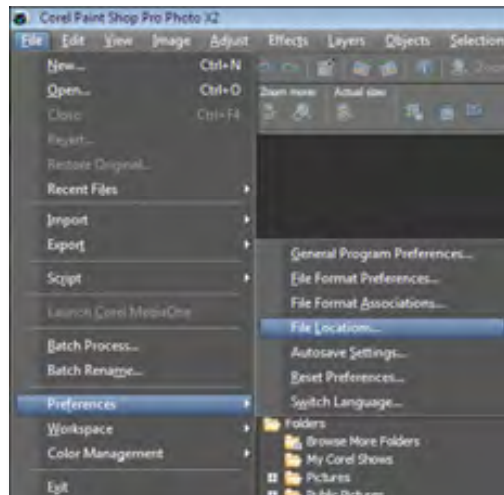 Corel Paint Shop Pro Photo X2
File Edit View Image Adjust Effects Layers Objects Selection
New... Ctrl+N
Open... Ctrl+O
Close Ctrl+F4
Revert...
Restore Original...
Recent Files
Import
Export
Script
Launch Corel MediaOne
Batch Process...
Batch Rename...
Preferences
Workspace
Color Management
Exit
Zoom more: Actual size:
General Program Preferences...
File Format Preferences...
File Format Associations...
File Locations...
Autosave Settings...
Reset Preferences...
Switch Language...
Folders
Browse More Folders
My Corel Shows
Pictures
Public Pictures